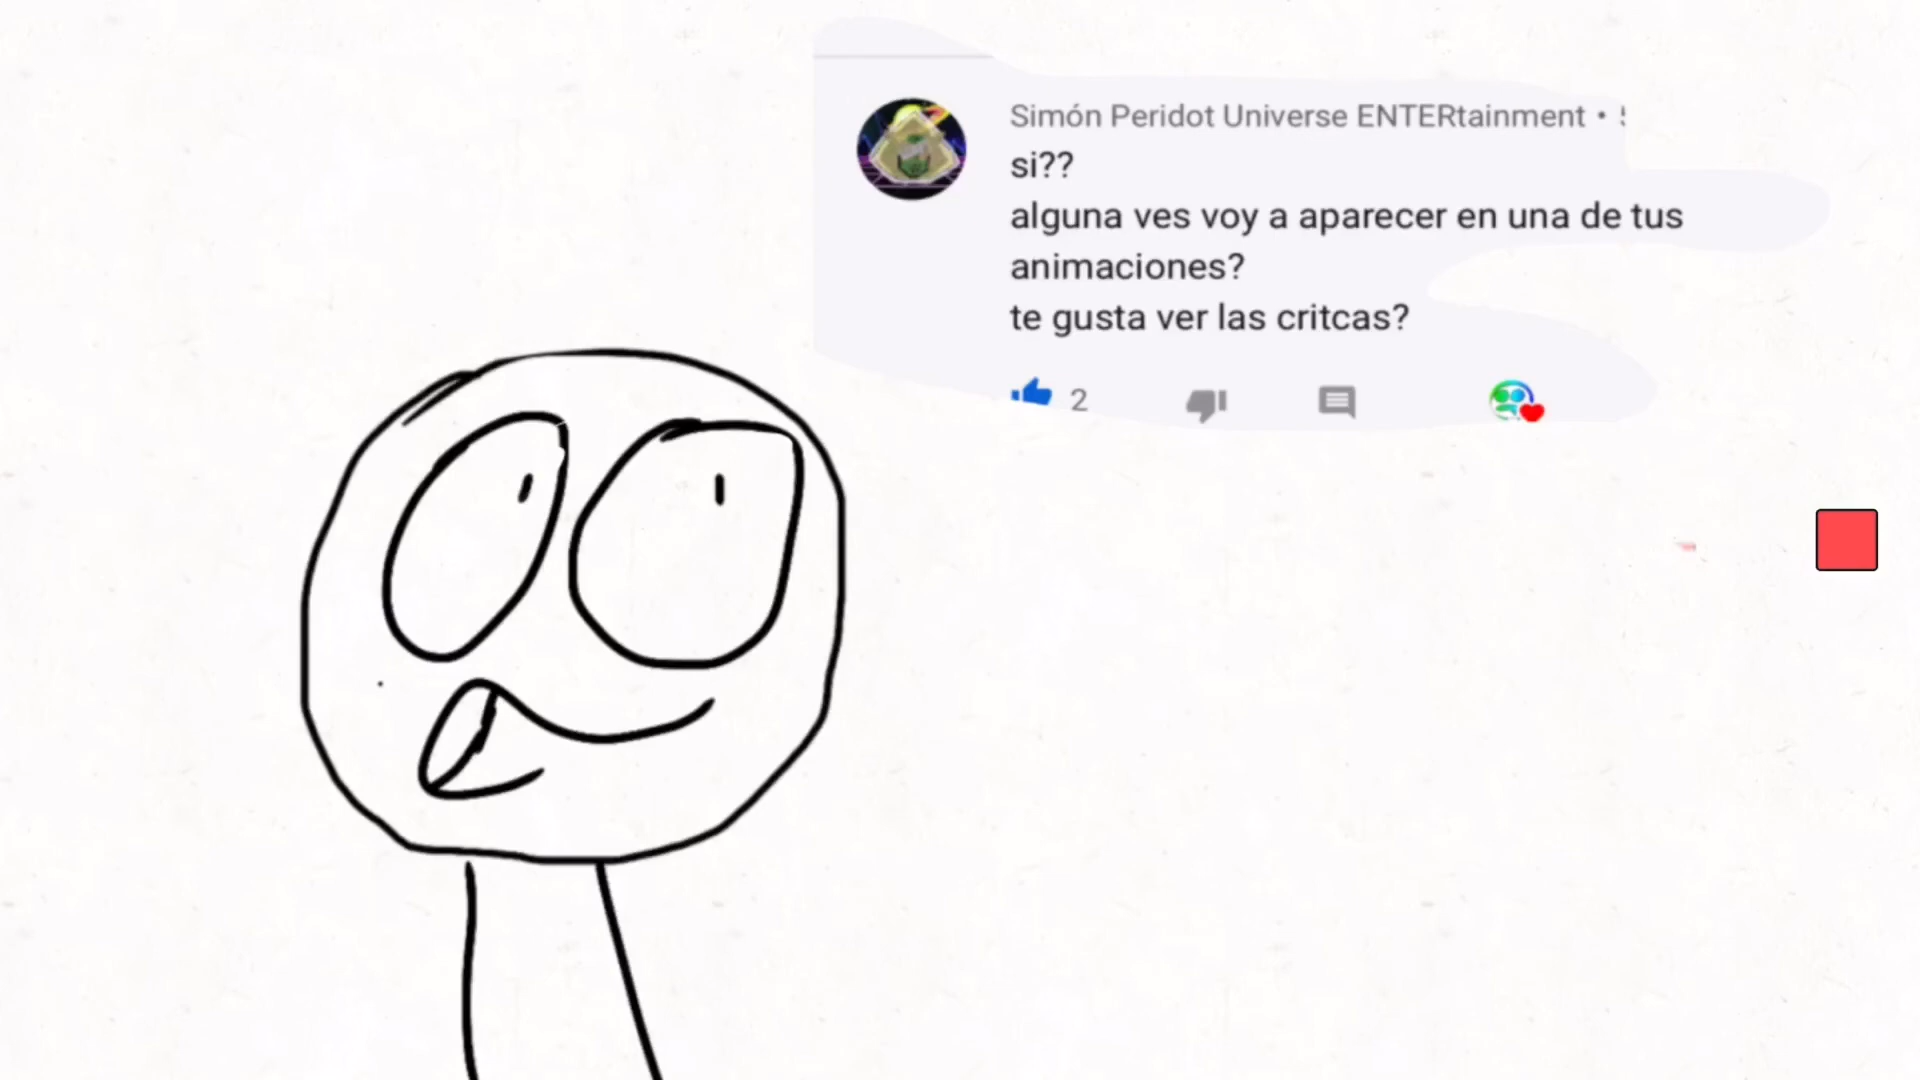 Simón Peridot Universe ENTERtainment •
si??
alguna ves voy a aparecer en una de tus
animaciones?
te gusta ver las critcas?
2